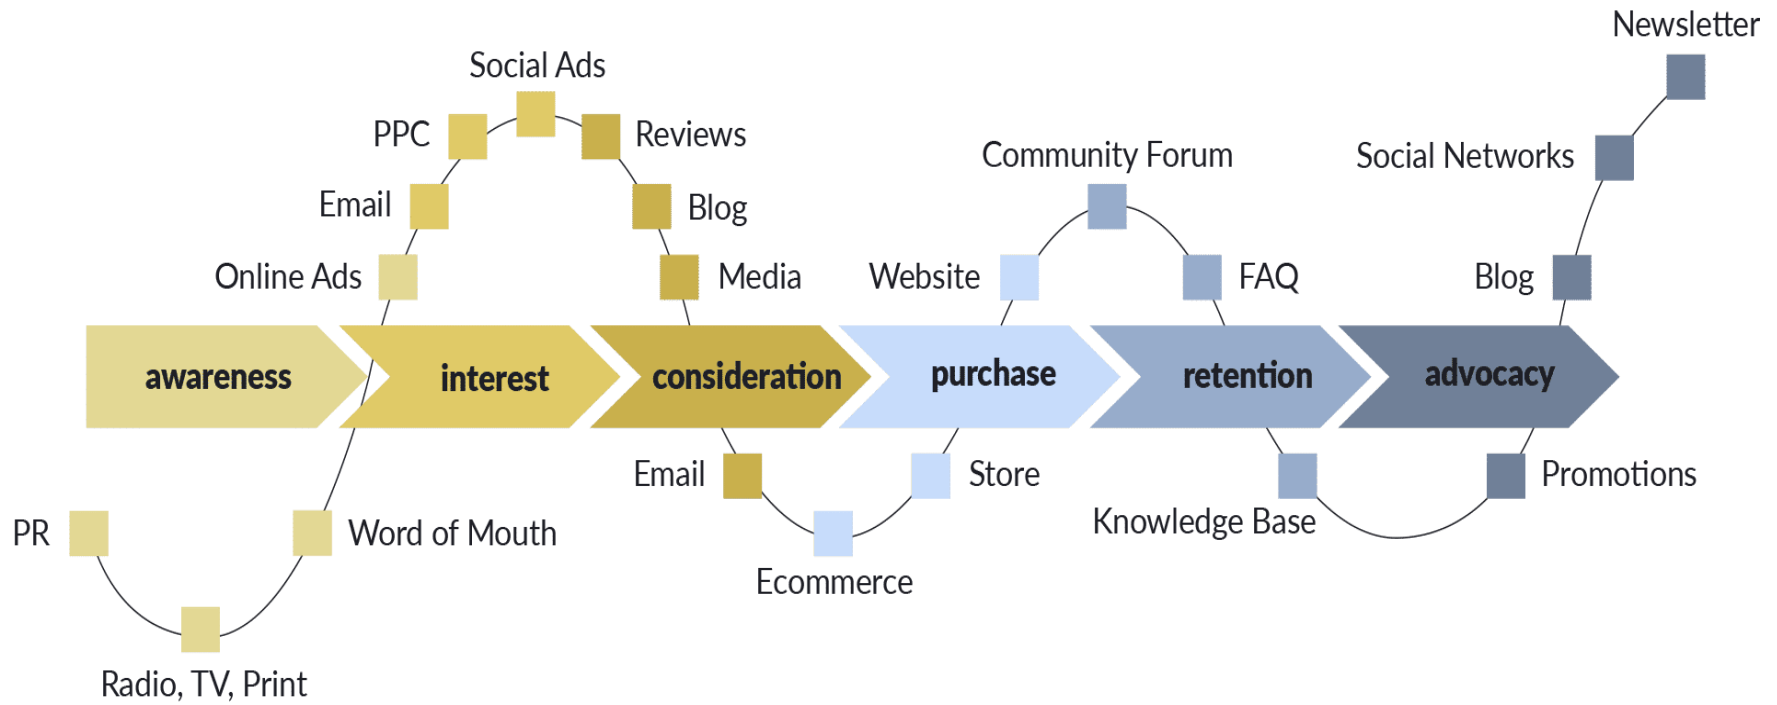 Newsletter
Social Ads
PPC
Reviews
Community Forum
Social Networks
Email
Blog
Online Ads
Media
Website
FAQ
Blog
awareness
interest
consideration
purchase
retention
advocacy
Email
Store
Promotions
PR
Word of Mouth
Knowledge Base
Ecommerce
Radio, TV, Print